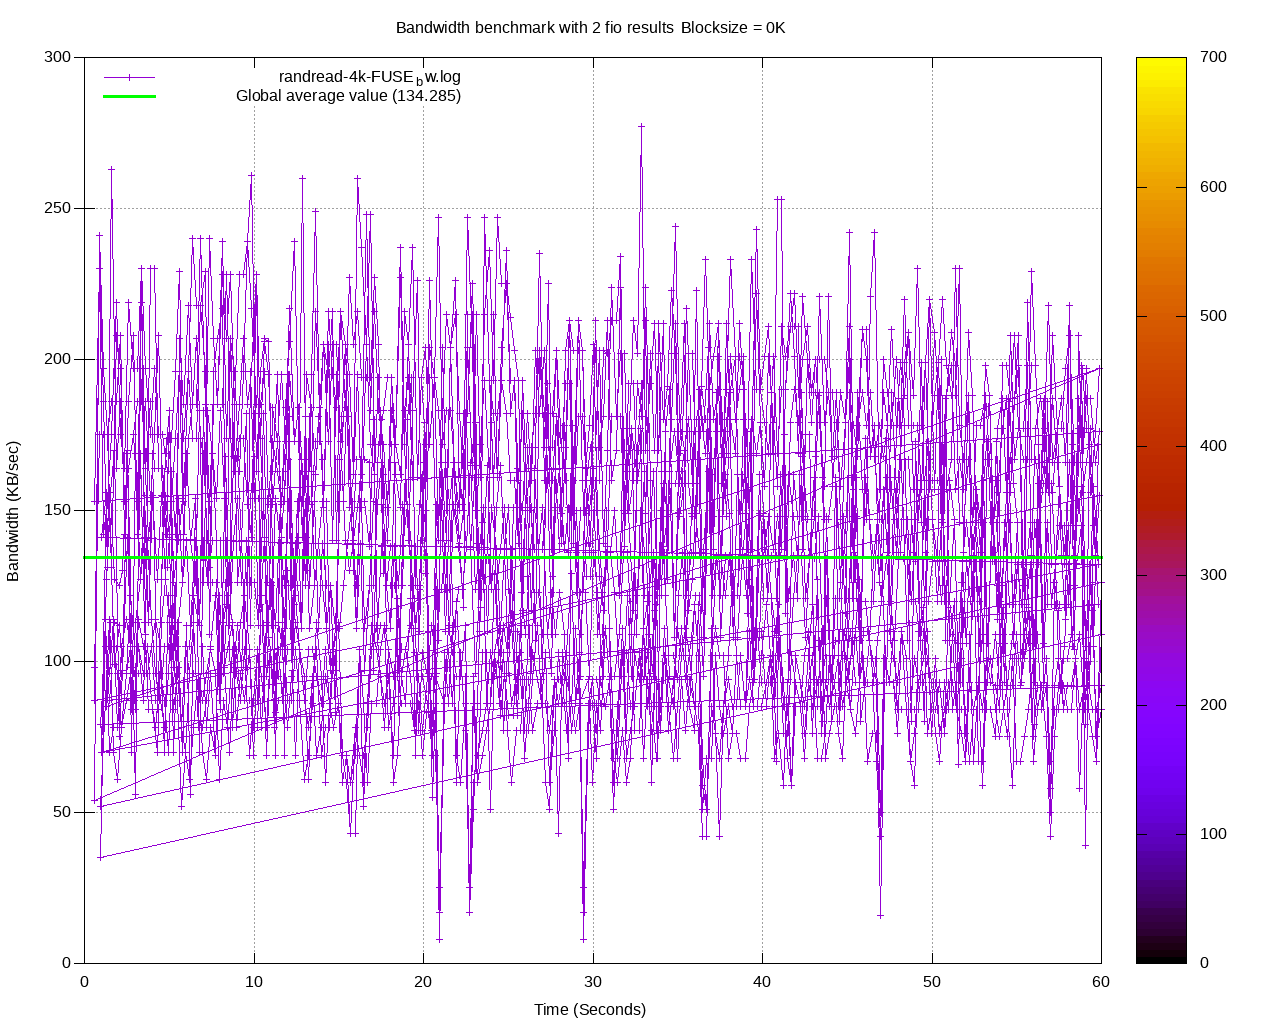 Bandwidth benchmark with 2 fio results Blocksize = 0K
randread-4k-FUSE_bw.log
Global average value (134.285)
Bandwidth (KB/sec)
300
250
200
150
100
50
0
0 10 20 30 40 50 60
Time (Seconds)
700
600
500
400
300
200
100
0